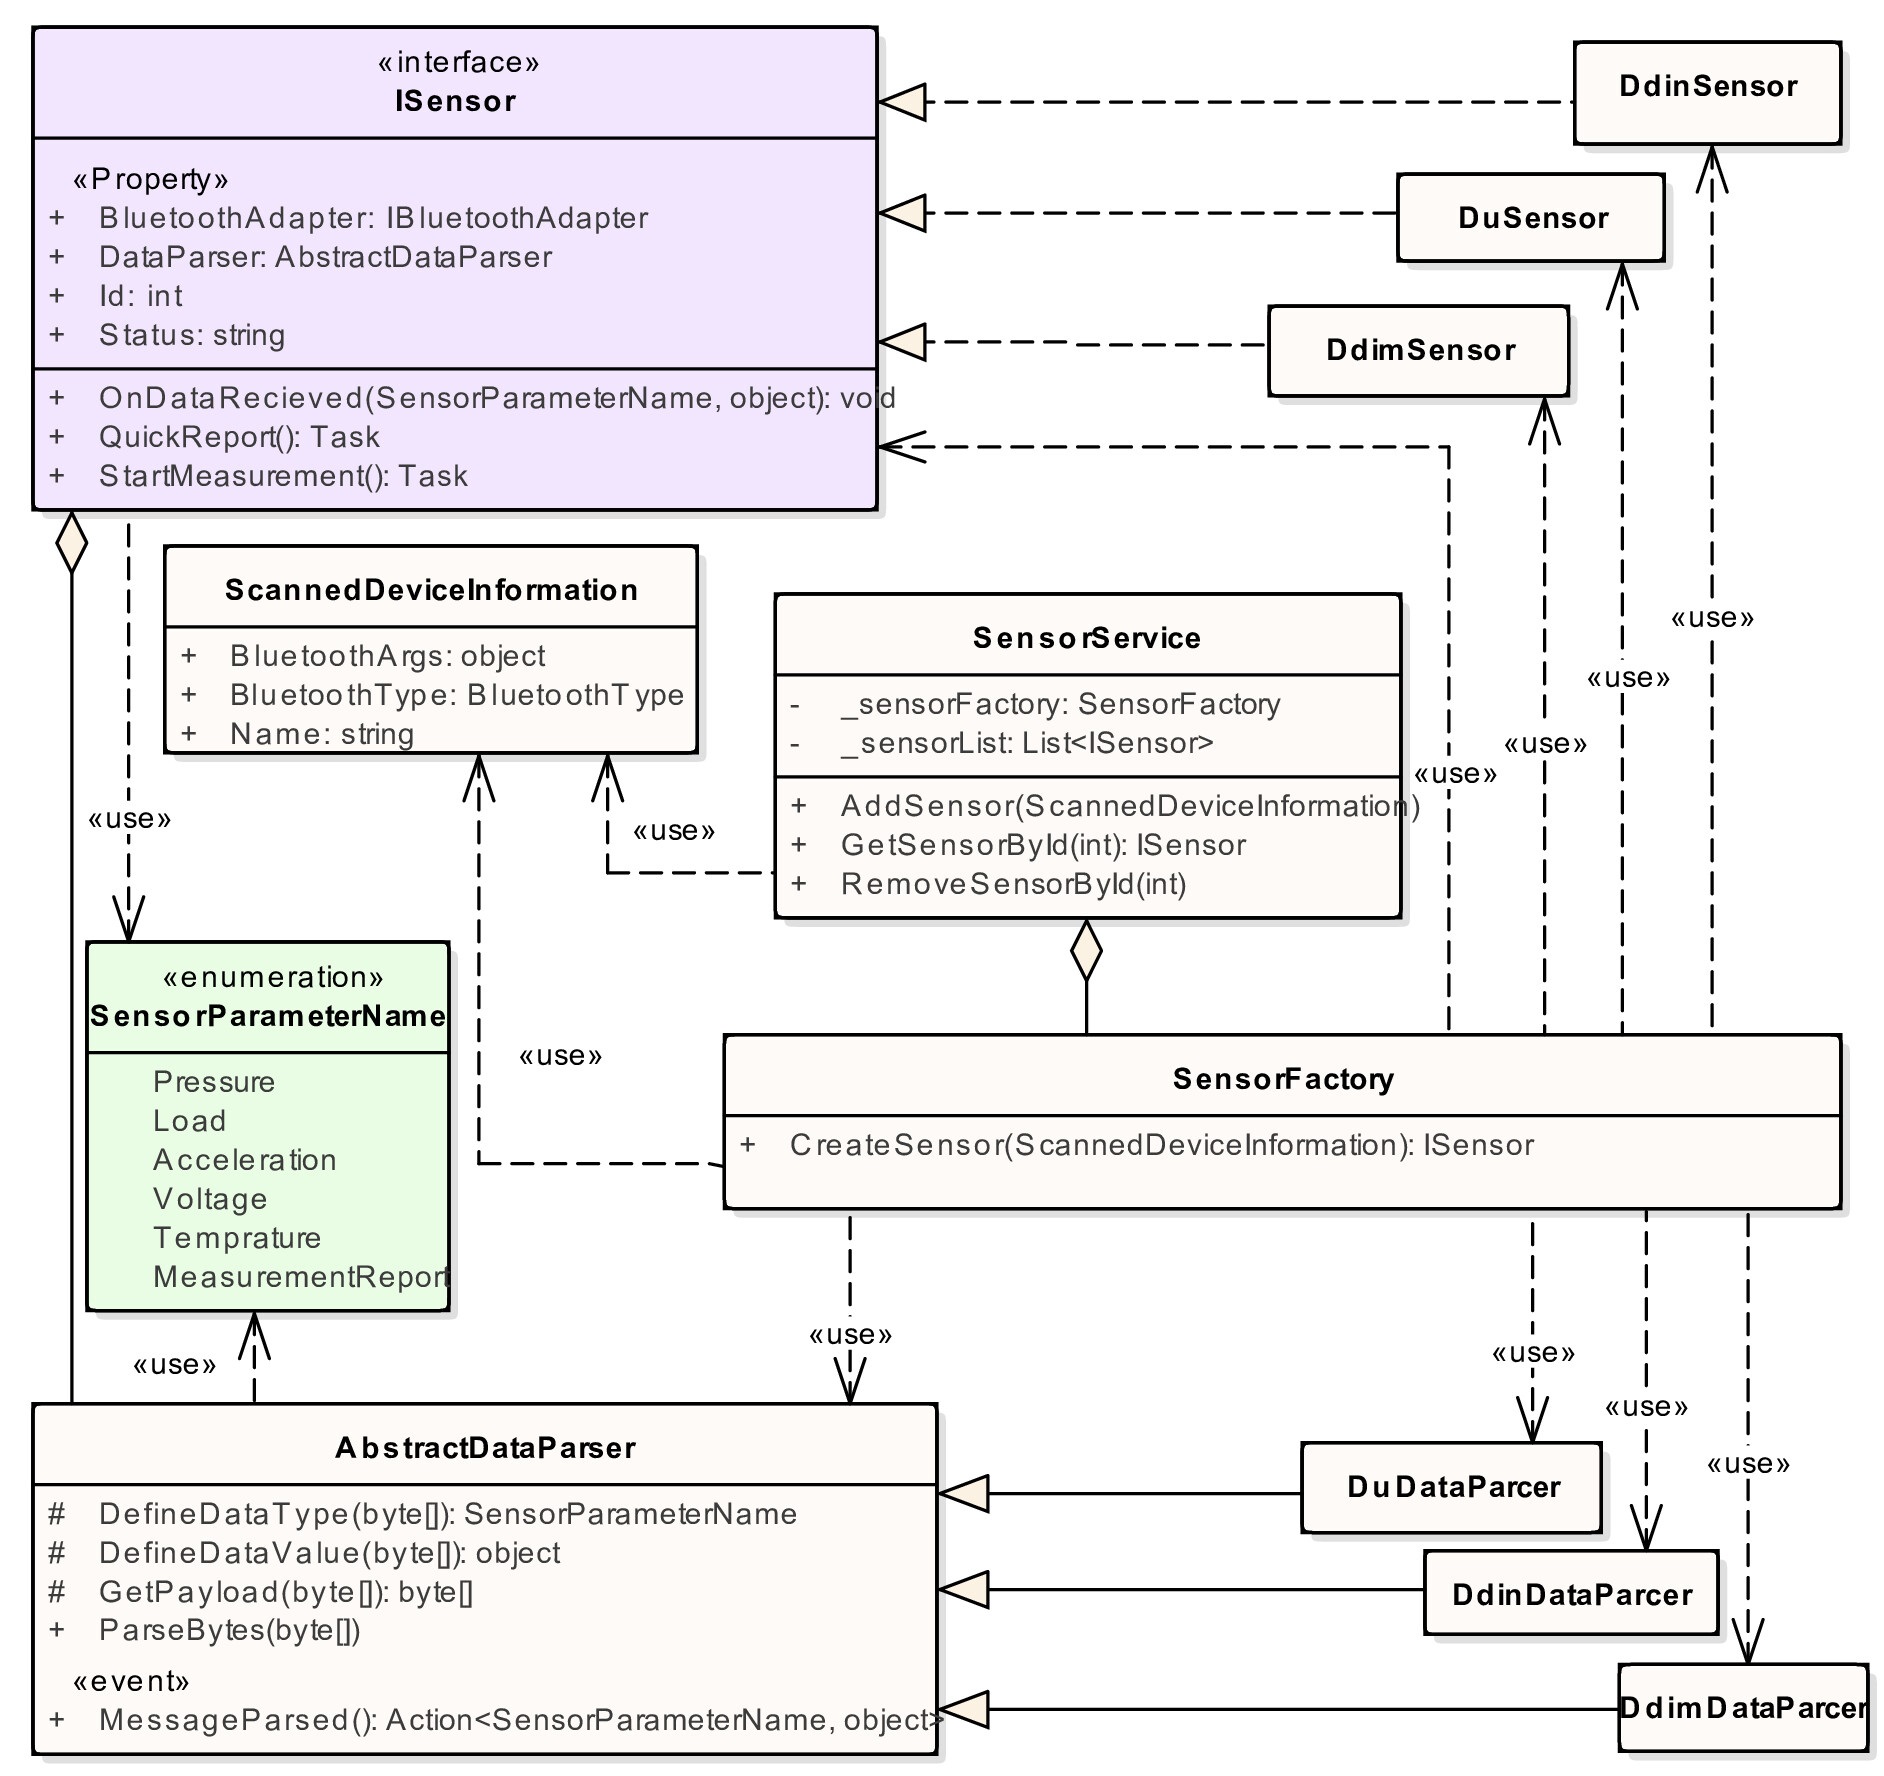 «interface»
ISensor
«Property»
+ BluetoothAdapter: IBluetoothAdapter
+ DataParser: AbstractDataParser
+ Id: int
+ Status: string
+ OnDataRecieved(SensorParameterName, object): void
+ QuickReport(): Task
+ StartMeasurement(): Task
DdinSensor
DuSensor
DdimSensor
«use»
«use»
«use»
«use»
ScannedDeviceInformation
+ BluetoothArgs: object
+ BluetoothType: BluetoothType
+ Name: string
SensorService
- _sensorFactory: SensorFactory
- _sensorList: List<ISensor>
+ AddSensor(ScannedDeviceInformation)
+ GetSensorById(int): ISensor
+ RemoveSensorById(int)
«use»
«use»
«enumeration»
SensorParameterName
Pressure
Load
Acceleration
Voltage
Temprature
MeasurementReport
«use»
SensorFactory
+ CreateSensor(ScannedDeviceInformation): ISensor
«use»
«use»
«use»
«use»
«use»
AbstractDataParser
# DefineDataType(byte[]): SensorParameterName
# DefineDataValue(byte[]): object
# GetPayload(byte[]): byte[]
+ ParseBytes(byte[])
«event»
+ MessageParsed(): Action<SensorParameterName, object>
DuDataParcer
DdinDataParcer
DdimDataParcer